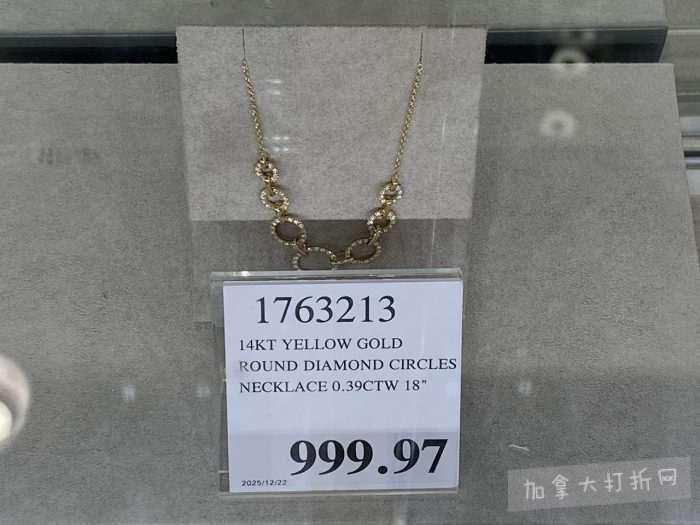 1763213
14KT YELLOW GOLD
ROUND DIAMOND CIRCLES
NECKLACE 0.39CTW 18"
999.97
2025/12/22
加拿大打折网